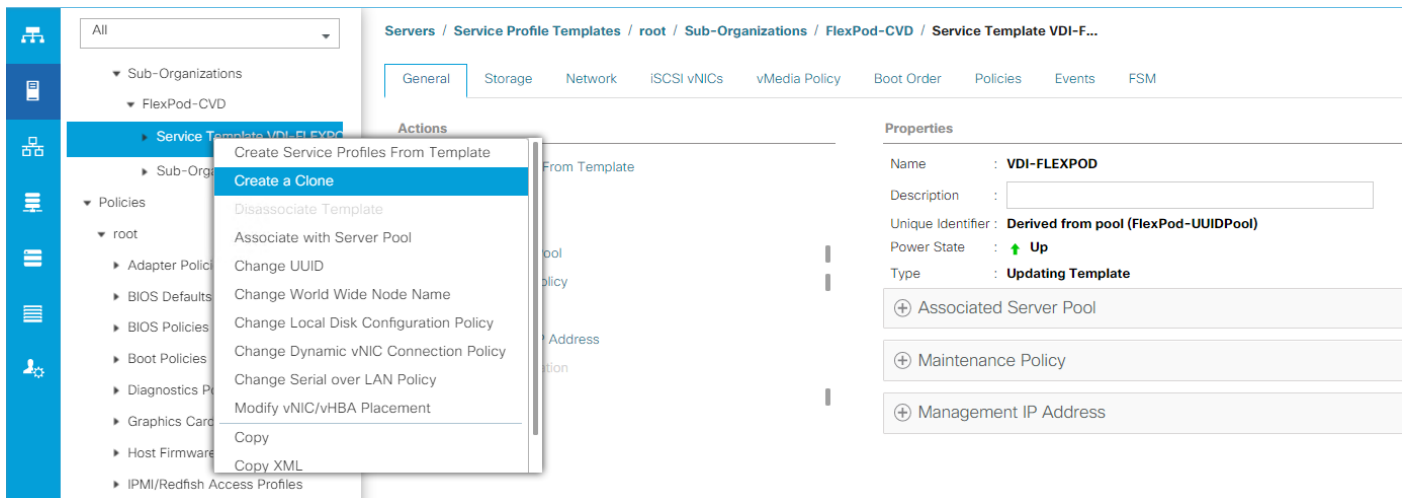 All
Sub-Organizations
FlexPod-CVD
Service Template VDI-FLEXPO
Sub-Orga
Policies
root
Adapter Polici
BIOS Defaults
BIOS Policies
Boot Policies
Diagnostics Po
Graphics Card
Host Firmware
IPMI/Redfish Access Profiles
Create Service Profiles From Template
Create a Clone
Disassociate Template
Associate with Server Pool
Change UUID
Change World Wide Node Name
Change Local Disk Configuration Policy
Change Dynamic vNIC Connection Policy
Change Serial over LAN Policy
Modify vNIC/vHBA Placement
Copy
Copy XML
Servers / Service Profile Templates / root / Sub-Organizations / FlexPod-CVD / Service Template VDI-F...
General Storage Network iSCSI vNICs vMedia Policy Boot Order Policies Events FSM
Actions
From Template
ool
olicy
Address
ation
Properties
Name : VDI-FLEXPOD
Description :
Unique Identifier : Derived from pool (FlexPod-UUIDPool)
Power State : Up
Type : Updating Template
Associated Server Pool
Maintenance Policy
Management IP Address